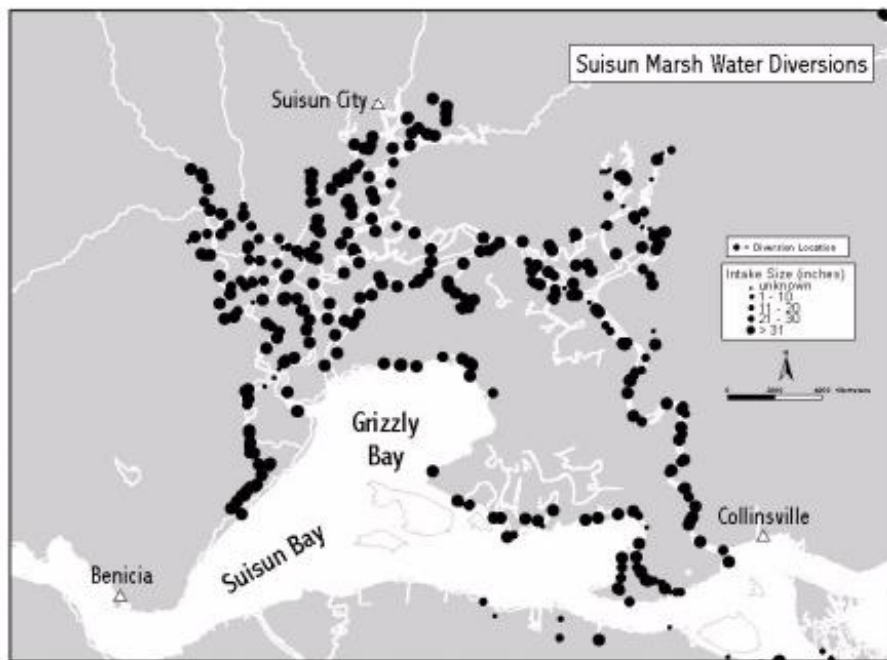 Suisun Marsh Water Diversions
Suisun City
● = Diversion Location
Intake Size (inches)
unknown
1 - 10
11 - 20
21 - 30
> 31
Grizzly
Bay
Suisun Bay
Collinsville
Benicia